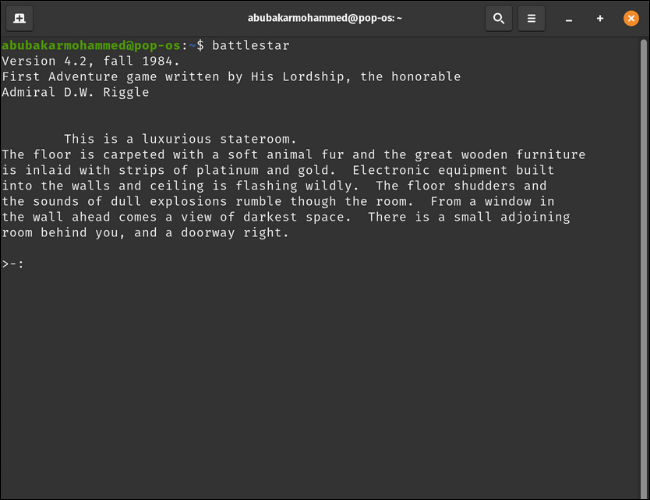 abubakarmohammed@pop-os: ~
abubakarmohammed@pop-os:~$ battlestar
Version 4.2, fall 1984.
First Adventure game written by His Lordship, the honorable
Admiral D.W. Riggle
This is a luxurious stateroom.
The floor is carpeted with a soft animal fur and the great wooden furniture
is inlaid with strips of platinum and gold.  Electronic equipment built
into the walls and ceiling is flashing wildly.  The floor shudders and
the sounds of dull explosions rumble though the room.  From a window in
the wall ahead comes a view of darkest space.  There is a small adjoining
room behind you, and a doorway right.
>-: